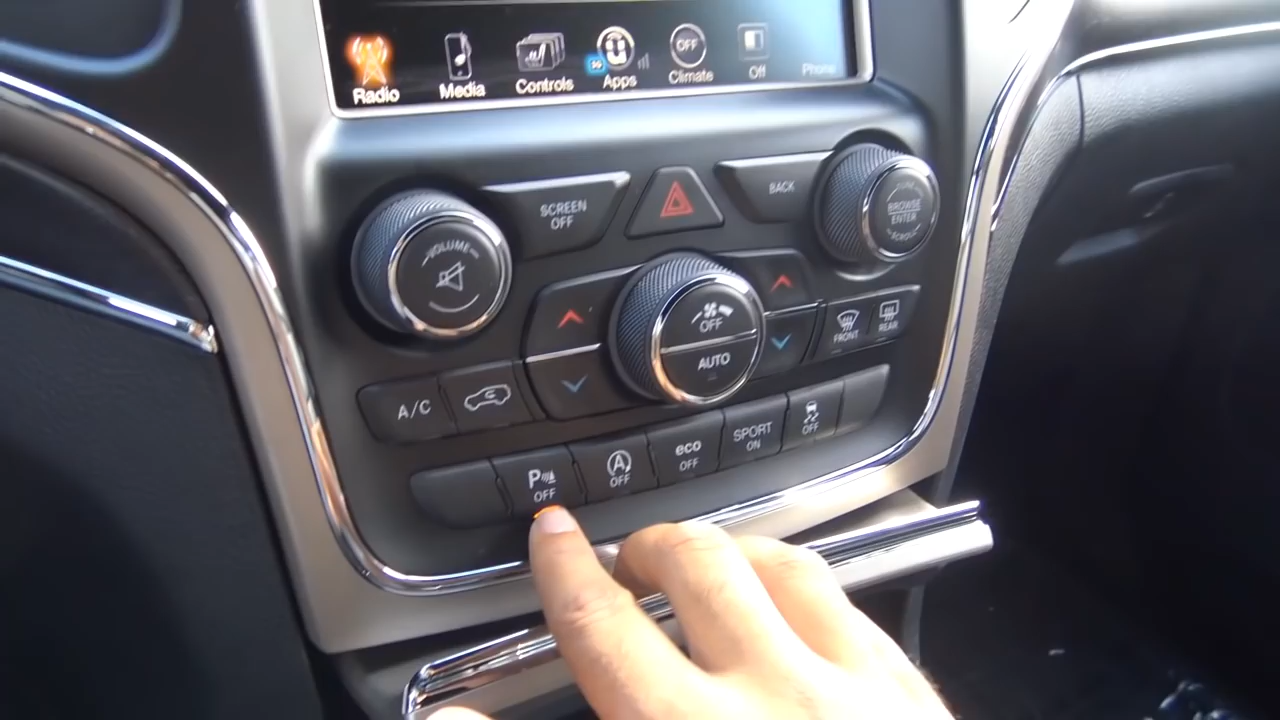 Radio
Media
Controls
Apps
OFF
Climate
Off
Phone
SCREEN
OFF
BACK
BROWSE
ENTER
VOLUME
OFF
AUTO
FRONT
REAR
A/C
P
OFF
A
OFF
eco
OFF
SPORT
ON
OFF